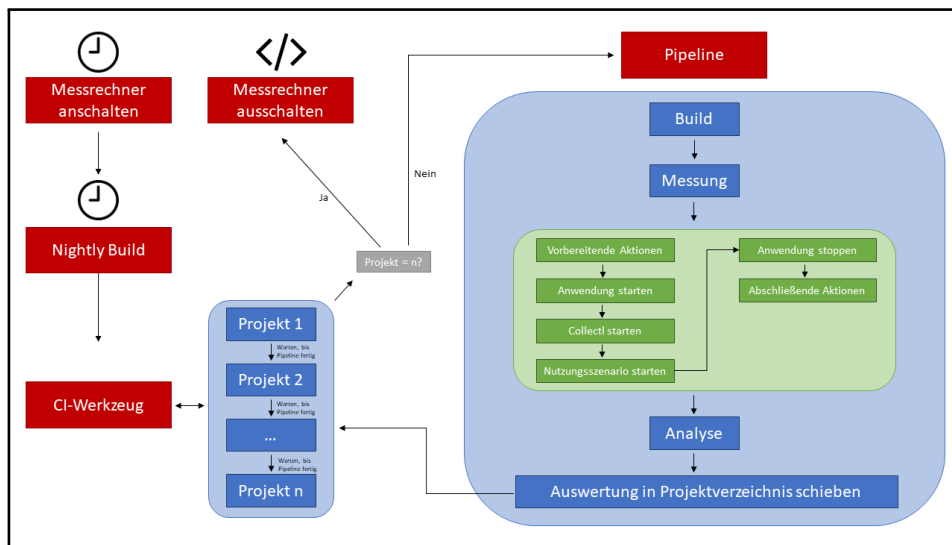 Messrechner
anschalten
Nightly Build
CI-Werkzeug
Messrechner
ausschalten
</>
Ja
Nein
Projekt = n?
Projekt 1
Warten, bis
Pipeline fertig
Projekt 2
Warten, bis
Pipeline fertig
...
Warten, bis
Pipeline fertig
Projekt n
Pipeline
Build
Messung
Vorbereitende Aktionen
Anwendung starten
Collectl starten
Nutzungsszenario starten
Anwendung stoppen
Abschließende Aktionen
Analyse
Auswertung in Projektverzeichnis schieben